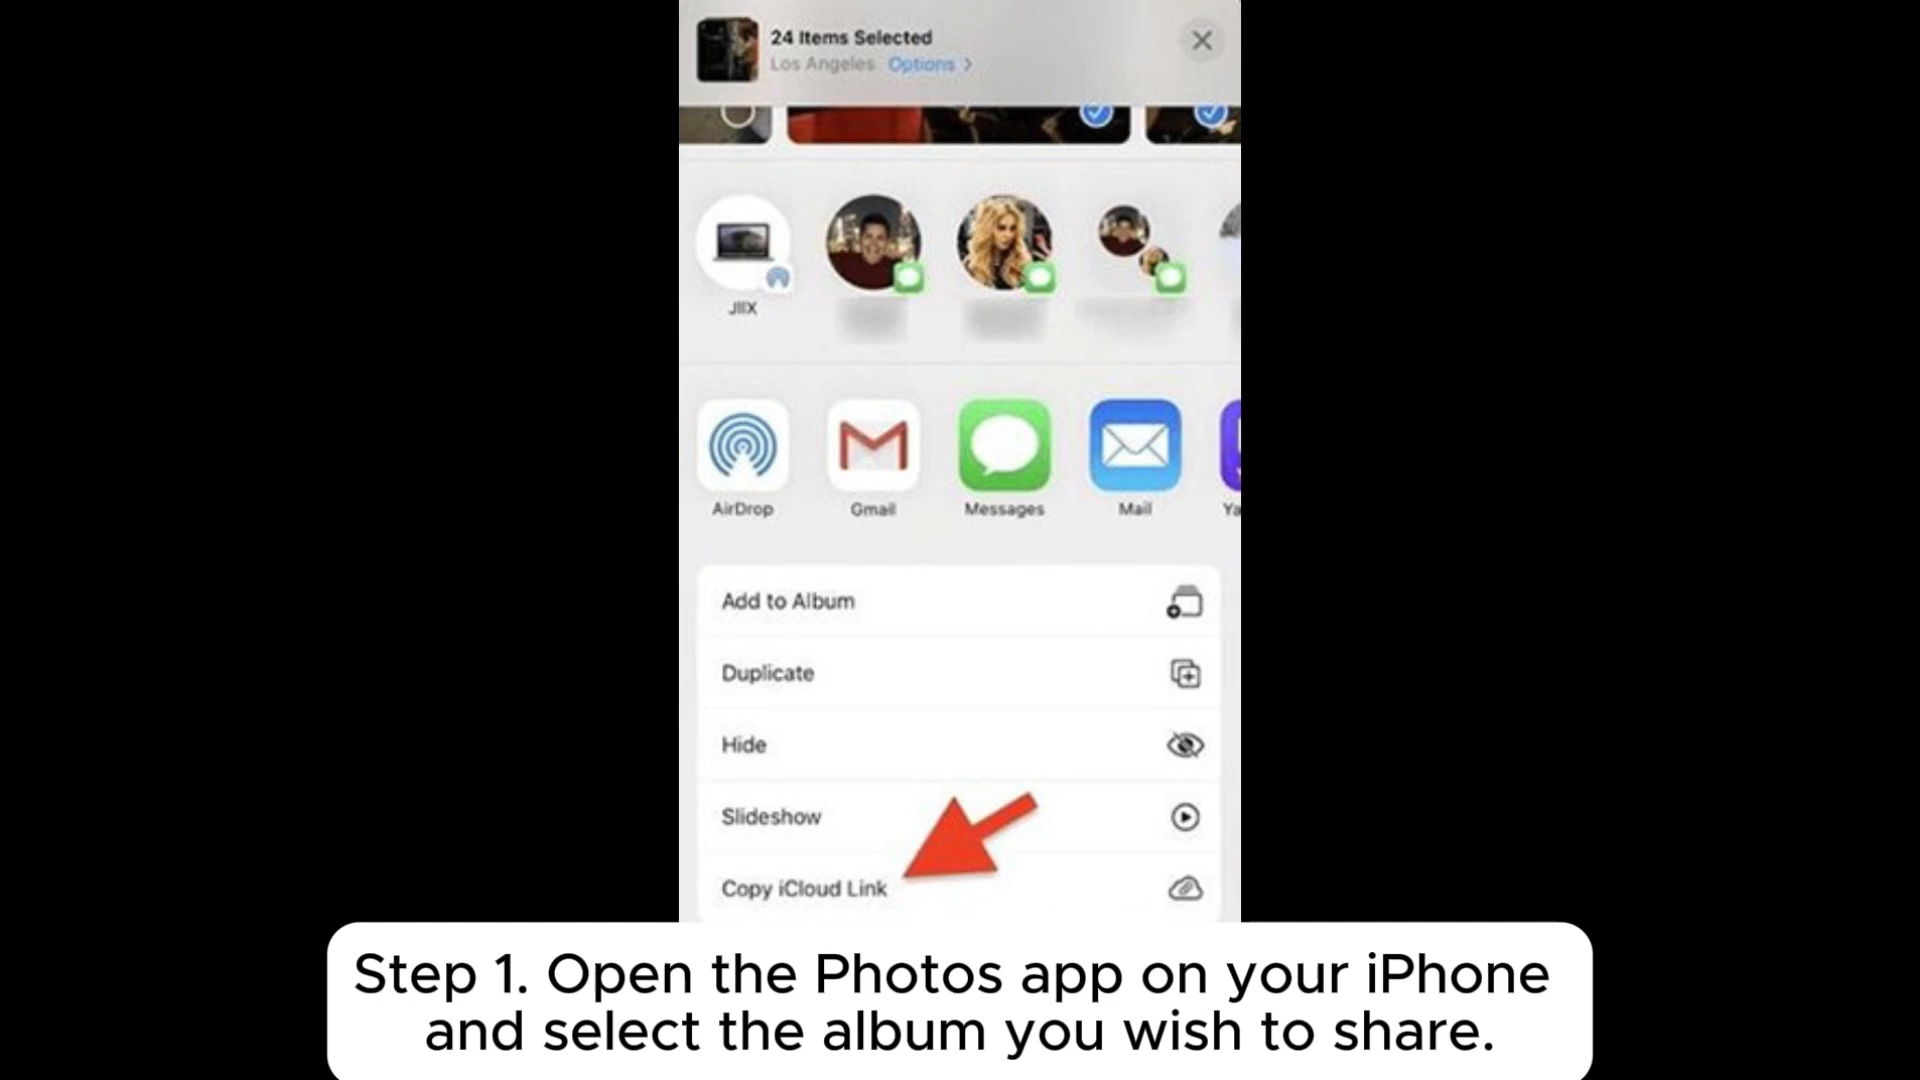 24 Items Selected
Los Angeles Options >
JIIX
AirDrop
Gmail
Messages
Mail
Ya
Add to Album
Duplicate
Hide
Slideshow
Copy iCloud Link
Step 1. Open the Photos app on your iPhone
and select the album you wish to share.